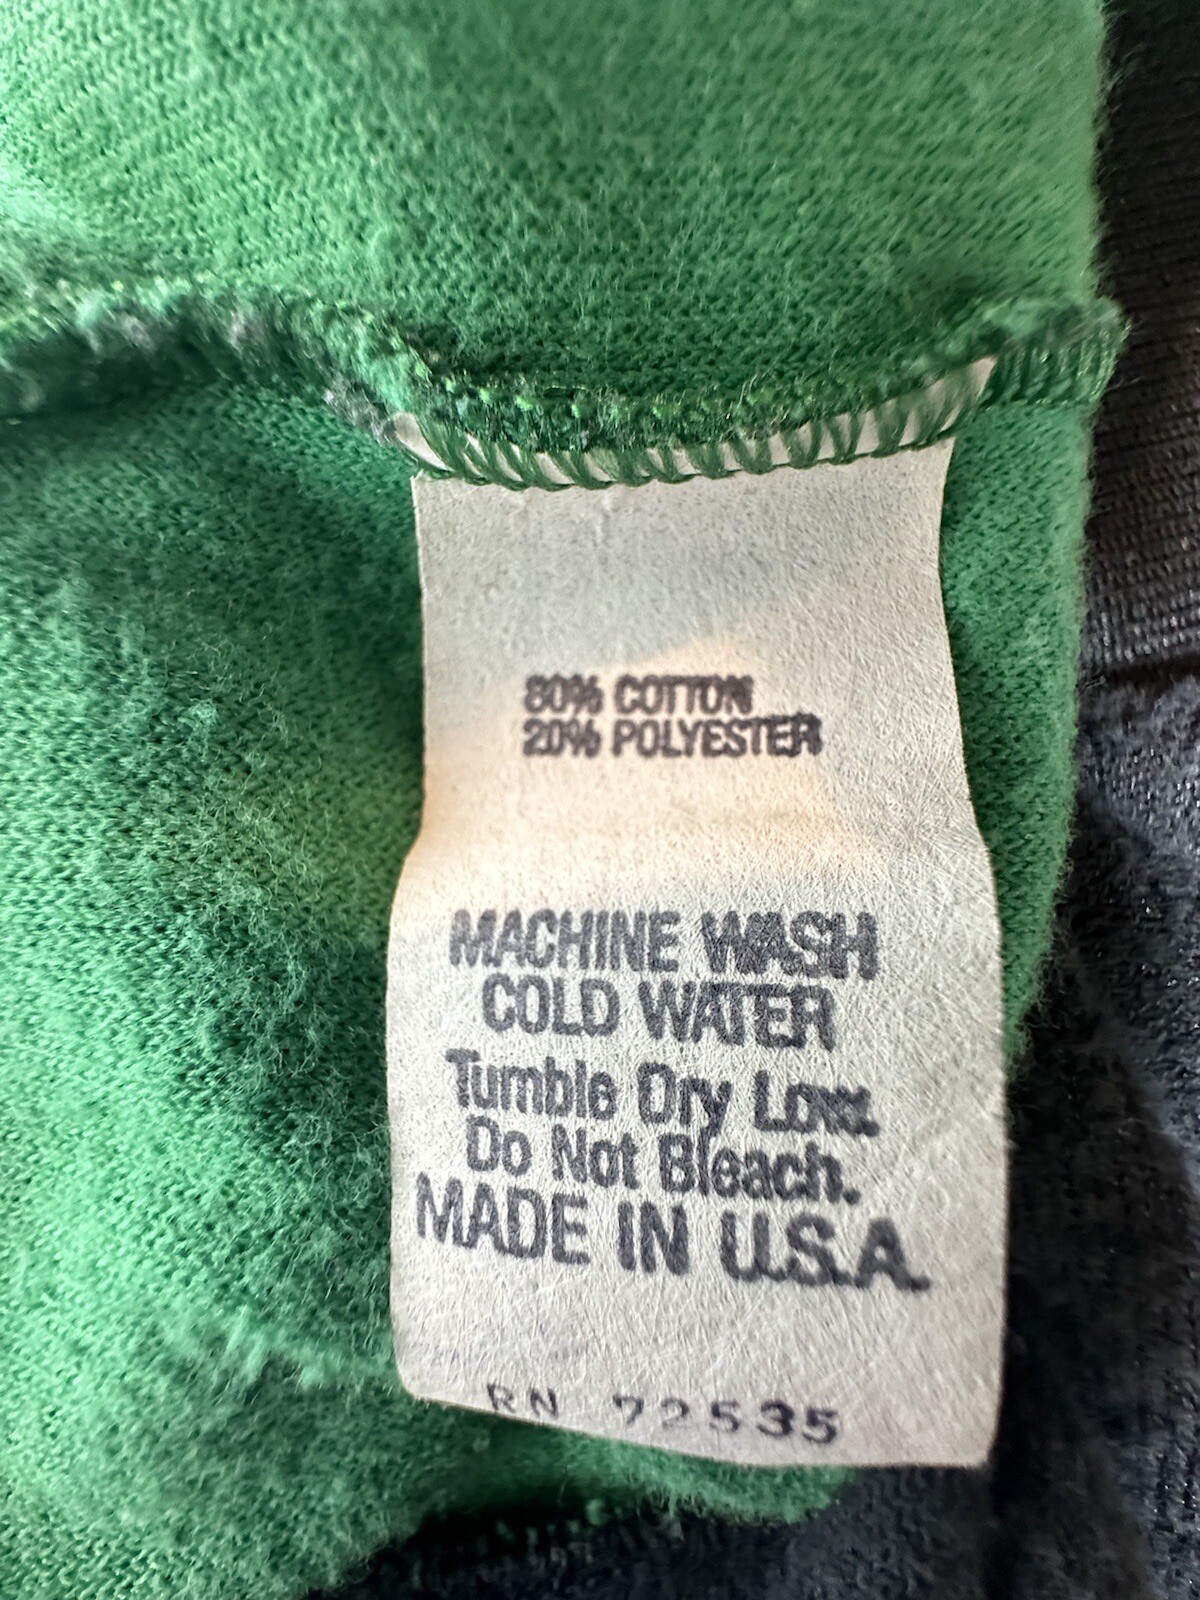 80% COTTON
20% POLYESTER
MACHINE WASH
COLD WATER
Tumble Dry Low.
Do Not Bleach.
MADE IN U.S.A.
RN 72535